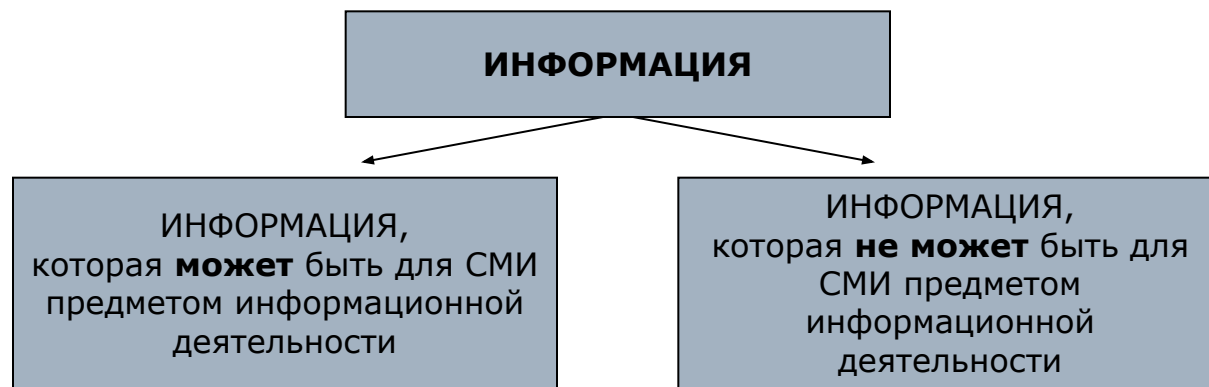 ИНФОРМАЦИЯ
ИНФОРМАЦИЯ,
которая может быть для СМИ
предметом информационной
деятельности
ИНФОРМАЦИЯ,
которая не может быть для
СМИ предметом
информационной
деятельности